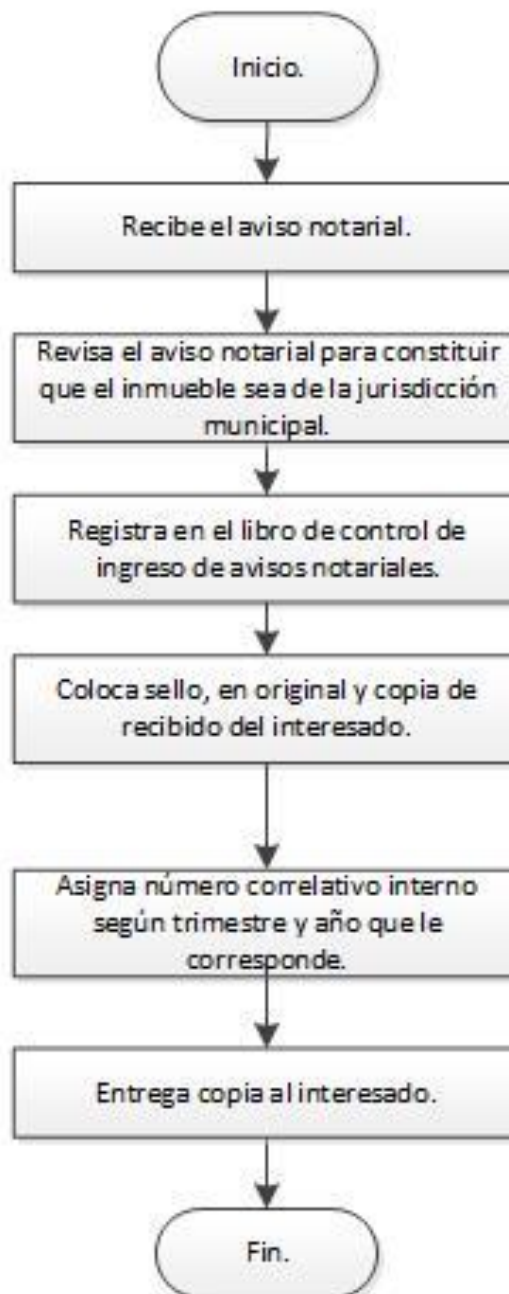 Inicio.
Recibe el aviso notarial.
Revisa el aviso notarial para constituir
que el inmueble sea de la jurisdicción
municipal.
Registra en el libro de control de
ingreso de avisos notariales.
Coloca sello, en original y copia de
recibido del interesado.
Asigna número correlativo interno
según trimestre y año que le
corresponde.
Entrega copia al interesado.
Fin.